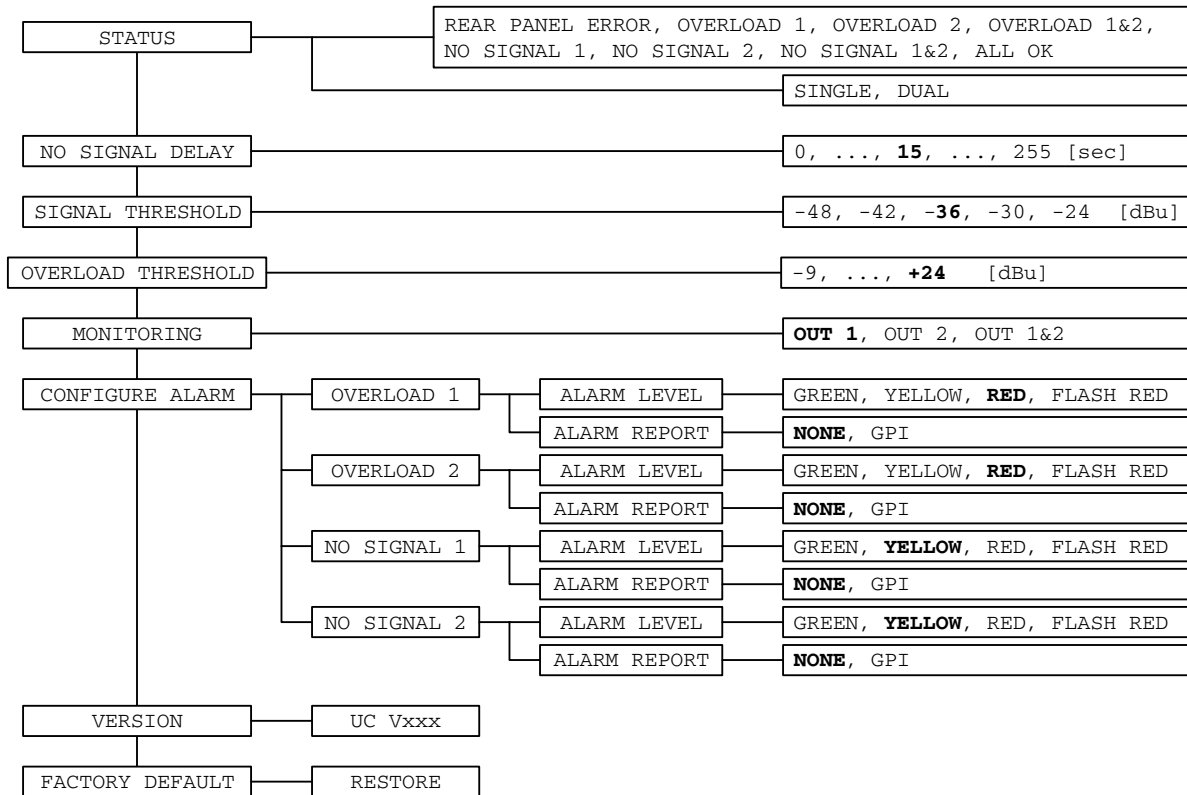 STATUS
REAR PANEL ERROR, OVERLOAD 1, OVERLOAD 2, OVERLOAD 1&2,
NO SIGNAL 1, NO SIGNAL 2, NO SIGNAL 1&2, ALL OK
SINGLE, DUAL
NO SIGNAL DELAY
0, ..., 15, ..., 255 [sec]
SIGNAL THRESHOLD
-48, -42, -36, -30, -24 [dBu]
OVERLOAD THRESHOLD
-9, ..., +24 [dBu]
MONITORING
OUT 1, OUT 2, OUT 1&2
CONFIGURE ALARM
OVERLOAD 1
ALARM LEVEL
GREEN, YELLOW, RED, FLASH RED
ALARM REPORT
NONE, GPI
OVERLOAD 2
ALARM LEVEL
GREEN, YELLOW, RED, FLASH RED
ALARM REPORT
NONE, GPI
NO SIGNAL 1
ALARM LEVEL
GREEN, YELLOW, RED, FLASH RED
ALARM REPORT
NONE, GPI
NO SIGNAL 2
ALARM LEVEL
GREEN, YELLOW, RED, FLASH RED
ALARM REPORT
NONE, GPI
VERSION
UC Vxxx
FACTORY DEFAULT
RESTORE